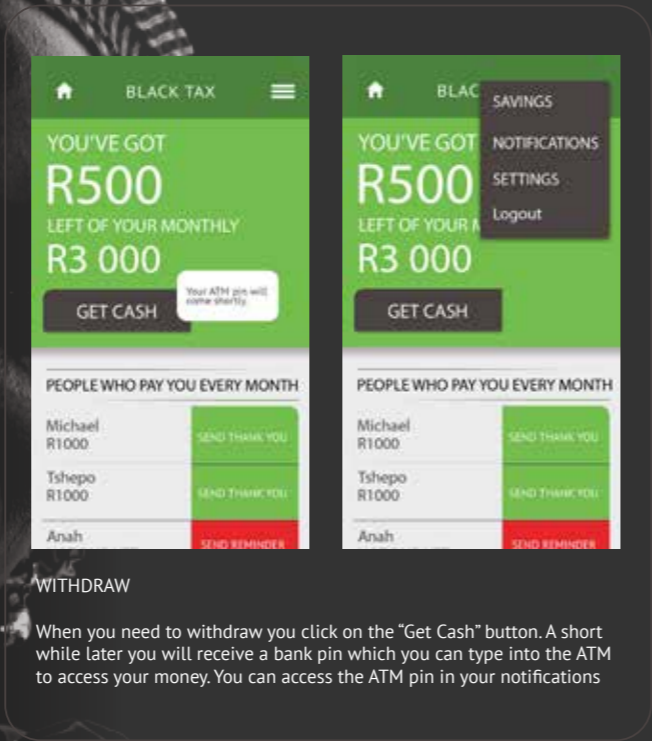 BLACK TAX
YOU'VE GOT
R500
LEFT OF YOUR MONTHLY
R3 000
Your ATM pin will
come shortly.
GET CASH
PEOPLE WHO PAY YOU EVERY MONTH
Michael
R1000
SEND THANK YOU
Tshepo
R1000
SEND THANK YOU
Anah
SEND REMINDER
BLAC
SAVINGS
NOTIFICATIONS
SETTINGS
Logout
YOU'VE GOT
R500
LEFT OF YOUR
R3 000
GET CASH
PEOPLE WHO PAY YOU EVERY MONTH
Michael
R1000
SEND THANK YOU
Tshepo
R1000
SEND THANK YOU
Anah
SEND REMINDER
WITHDRAW
When you need to withdraw you click on the “Get Cash” button. A short
while later you will receive a bank pin which you can type into the ATM
to access your money. You can access the ATM pin in your notifications